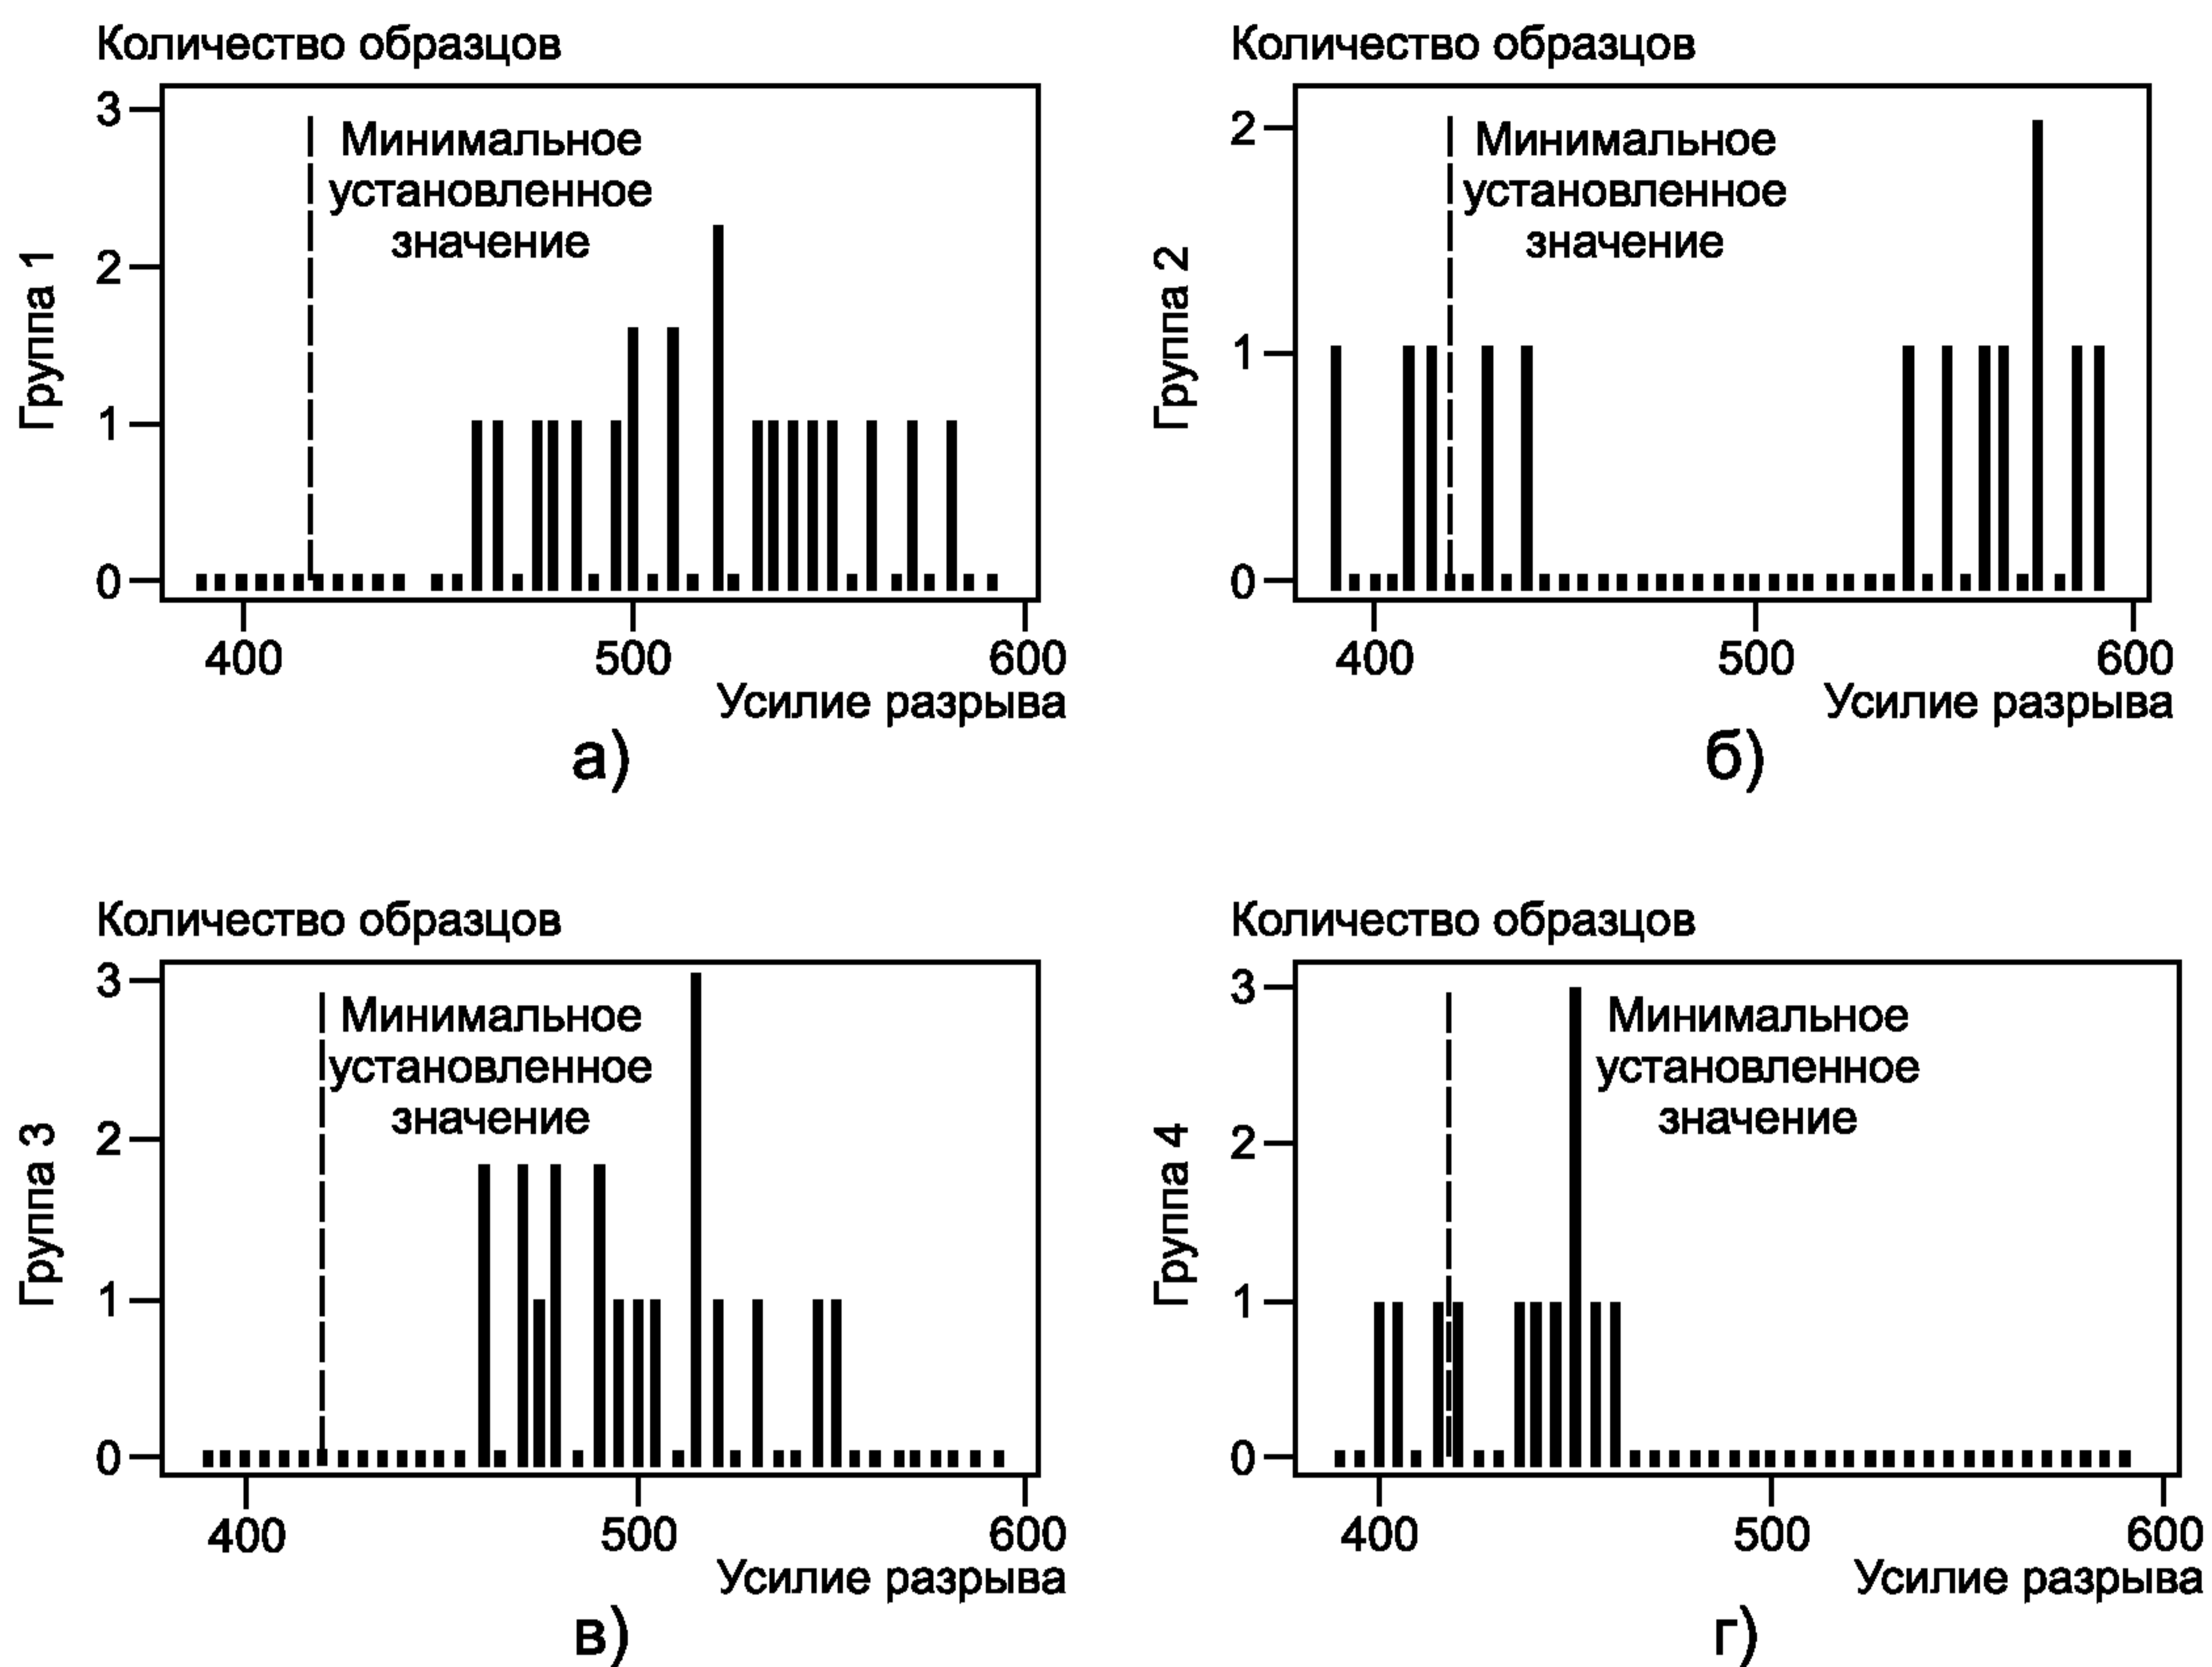 Количество образцов
Группа 1
3
2
1
0
Минимальное
установленное
значение
400 500 600
Усилие разрыва
а)
Количество образцов
Группа 2
2
1
0
Минимальное
установленное
значение
400 500 600
Усилие разрыва
б)
Количество образцов
Группа 3
3
2
1
0
Минимальное
установленное
значение
400 500 600
Усилие разрыва
в)
Количество образцов
Группа 4
3
2
1
0
Минимальное
установленное
значение
400 500 600
Усилие разрыва
г)